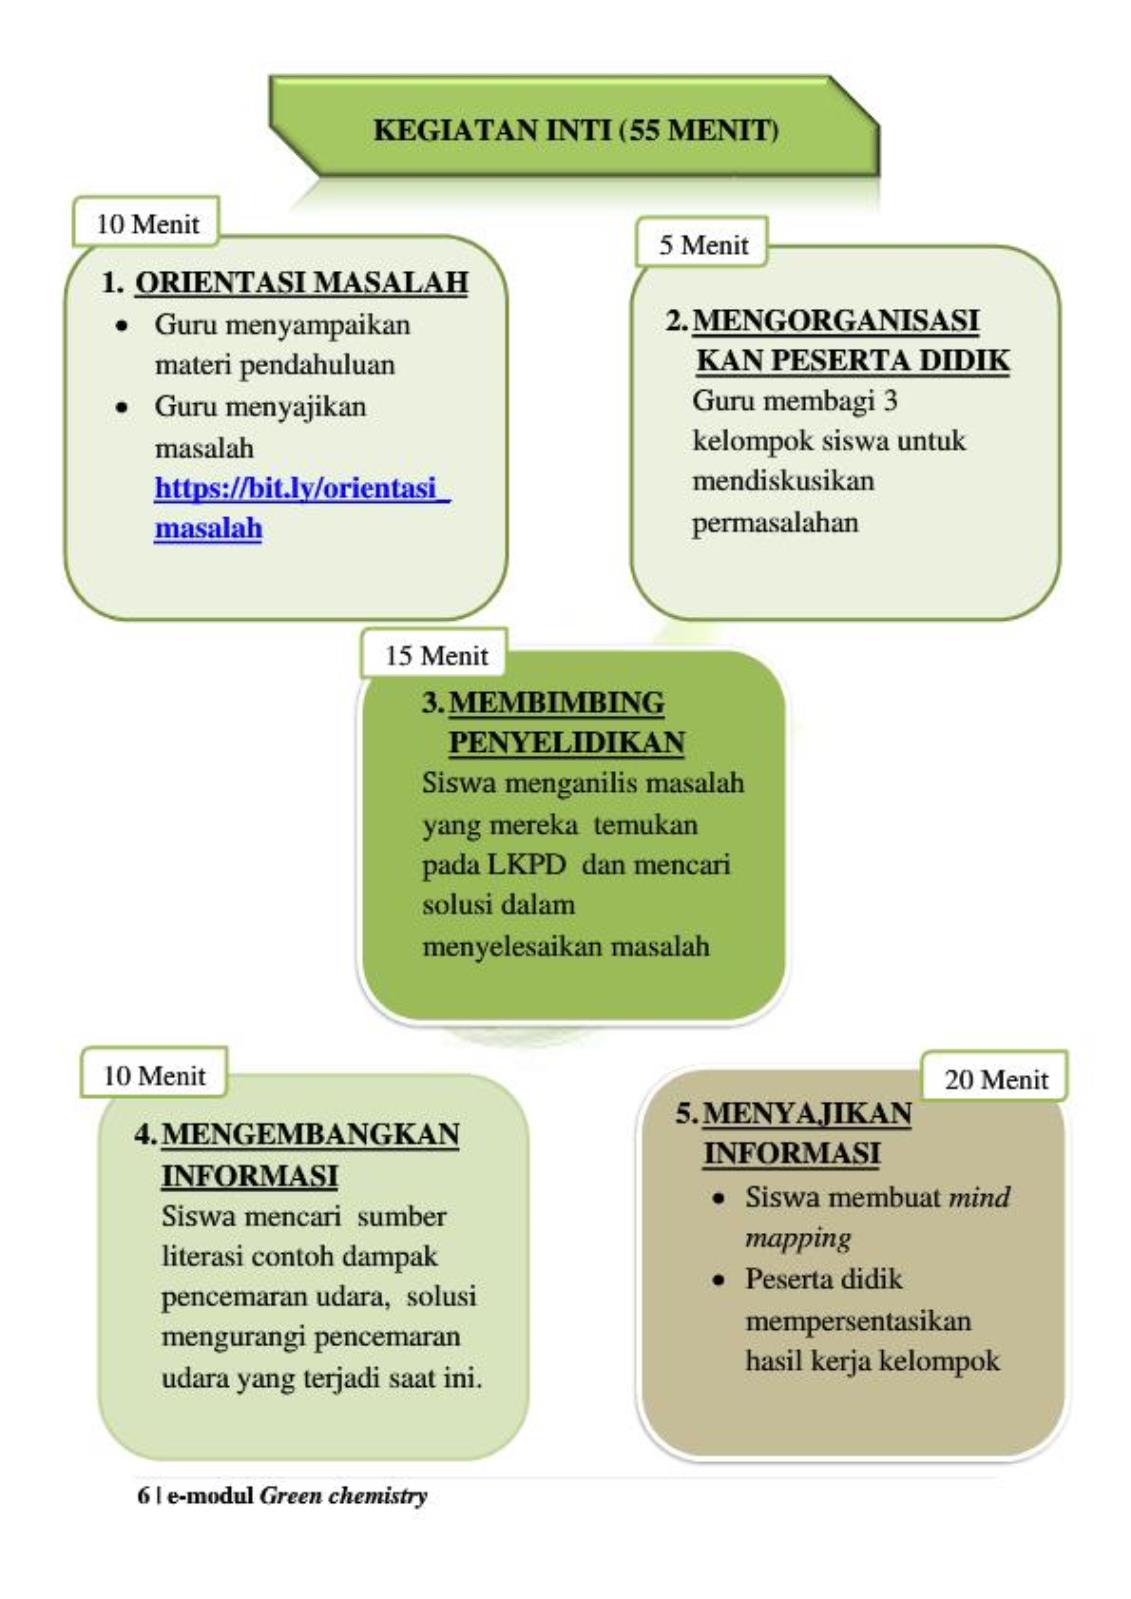 KEGIATAN INTI (55 MENIT)
10 Menit
1. ORIENTASI MASALAH
• Guru menyampaikan
materi pendahuluan
• Guru menyajikan
masalah
https://bit.ly/orientasi_
masalah
5 Menit
2. MENGORGANISASI
KAN PESERTA DIDIK
Guru membagi 3
kelompok siswa untuk
mendiskusikan
permasalahan
15 Menit
3. MEMBIMBING
PENYELIDIKAN
Siswa menganilis masalah
yang mereka temukan
pada LKPD dan mencari
solusi dalam
menyelesaikan masalah
10 Menit
4. MENGEMBANGKAN
INFORMASI
Siswa mencari sumber
literasi contoh dampak
pencemaran udara, solusi
mengurangi pencemaran
udara yang terjadi saat ini.
20 Menit
5. MENYAJIKAN
INFORMASI
• Siswa membuat mind
mapping
• Peserta didik
mempersentasikan
hasil kerja kelompok
6 | e-modul Green chemistry